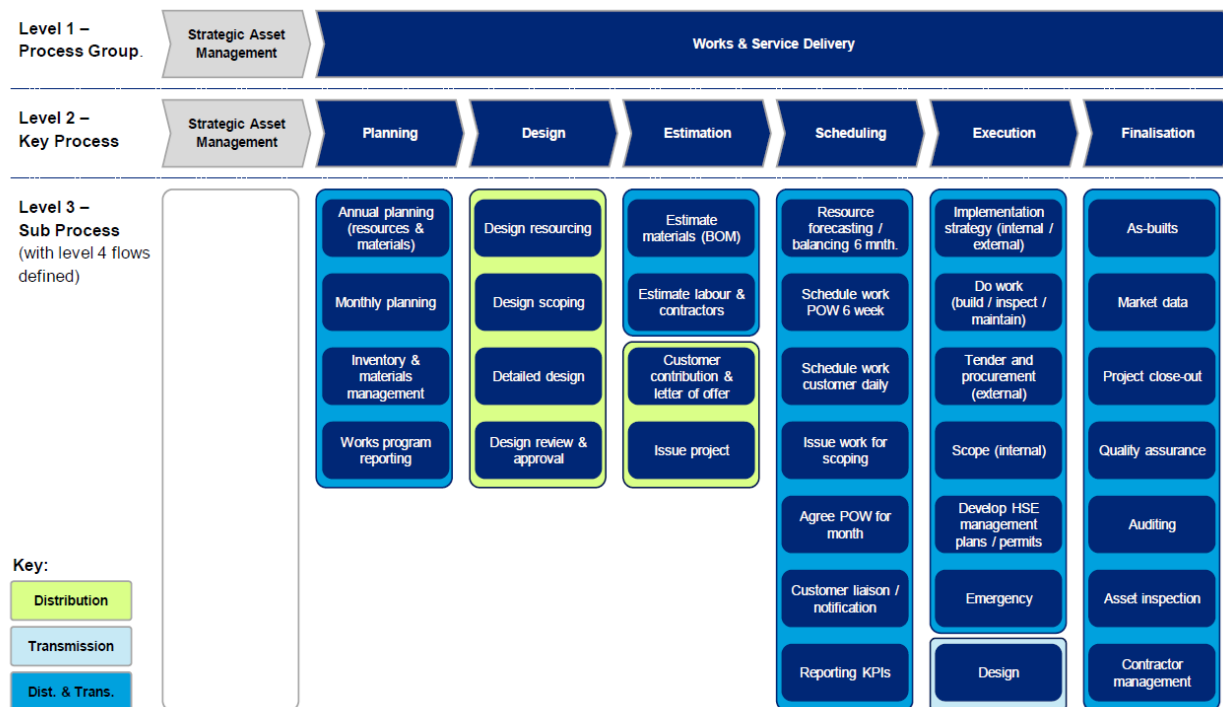 Level 1 –
Process Group.
Strategic Asset
Management
Works & Service Delivery
Level 2 –
Key Process
Strategic Asset
Management
Planning
Design
Estimation
Scheduling
Execution
Finalisation
Level 3 –
Sub Process
(with level 4 flows
defined)
Annual planning
(resources &
materials)
Monthly planning
Inventory &
materials
management
Works program
reporting
Design resourcing
Design scoping
Detailed design
Design review &
approval
Estimate
materials (BOM)
Estimate labour &
contractors
Customer
contribution &
letter of offer
Issue project
Resource
forecasting /
balancing 6 mnth.
Schedule work
POW 6 week
Schedule work
customer daily
Issue work for
scoping
Agree POW for
month
Customer liaison /
notification
Reporting KPIs
Implementation
strategy (internal /
external)
Do work
(build / inspect /
maintain)
Tender and
procurement
(external)
Scope (internal)
Develop HSE
management
plans / permits
Emergency
Design
As-builts
Market data
Project close-out
Quality assurance
Auditing
Asset inspection
Contractor
management
Key:
Distribution
Transmission
Dist. & Trans.